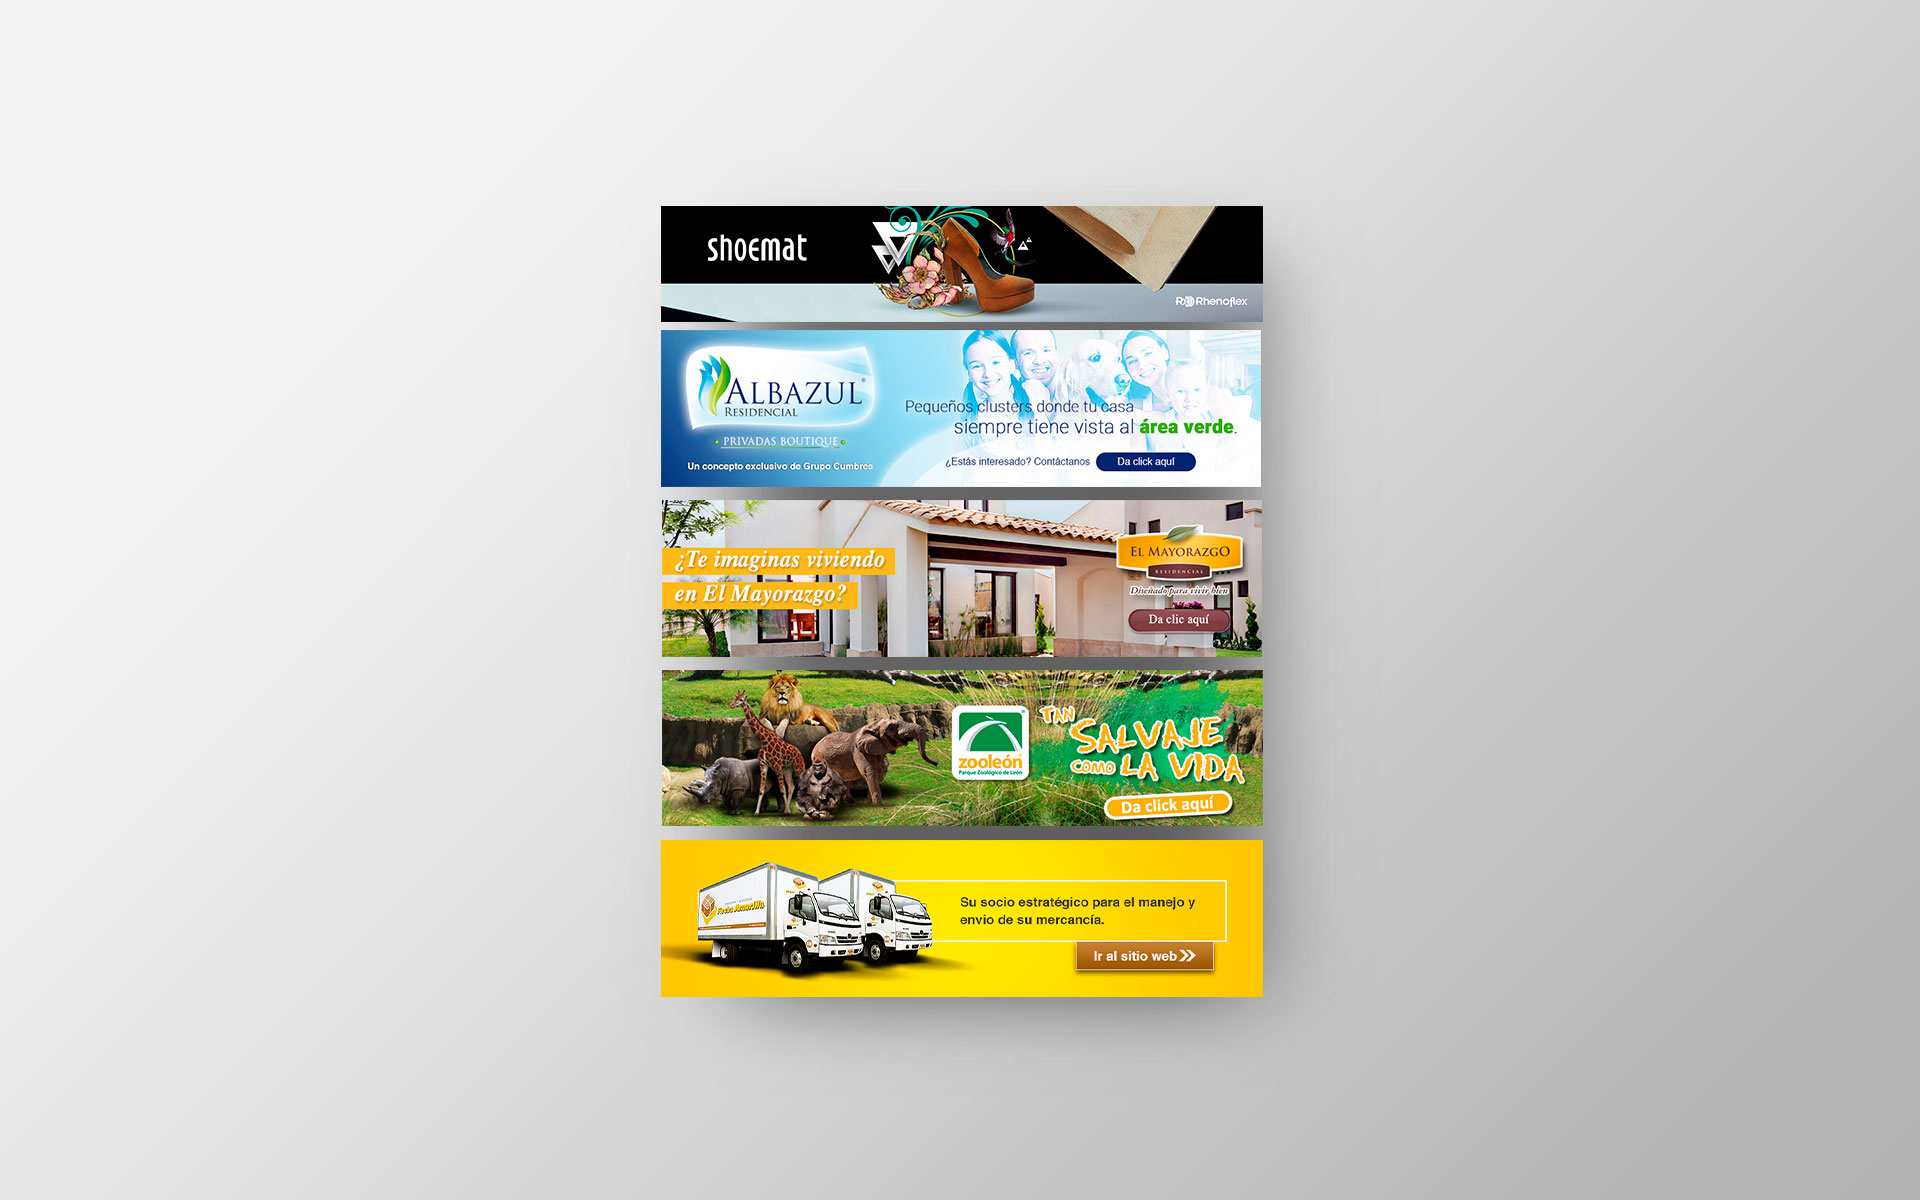 shoemat
Rhenoflex
ALBAZUL®
RESIDENCIAL
• PRIVADAS BOUTIQUE •
Un concepto exclusivo de Grupo Cumbres
Pequeños clusters donde tu casa
siempre tiene vista al área verde.
¿Estás interesado? Contáctanos
Da click aquí
¿Te imaginas viviendo
en El Mayorazgo?
EL MAYORAZGO
RESIDENCIAL
Diseñado para vivir bien
Da clic aquí
zooleón
Parque Zoológico de León
TAN
SALVAJE
COMO LA VIDA
Da click aquí
Su socio estratégico para el manejo y
envio de su mercancía.
Ir al sitio web